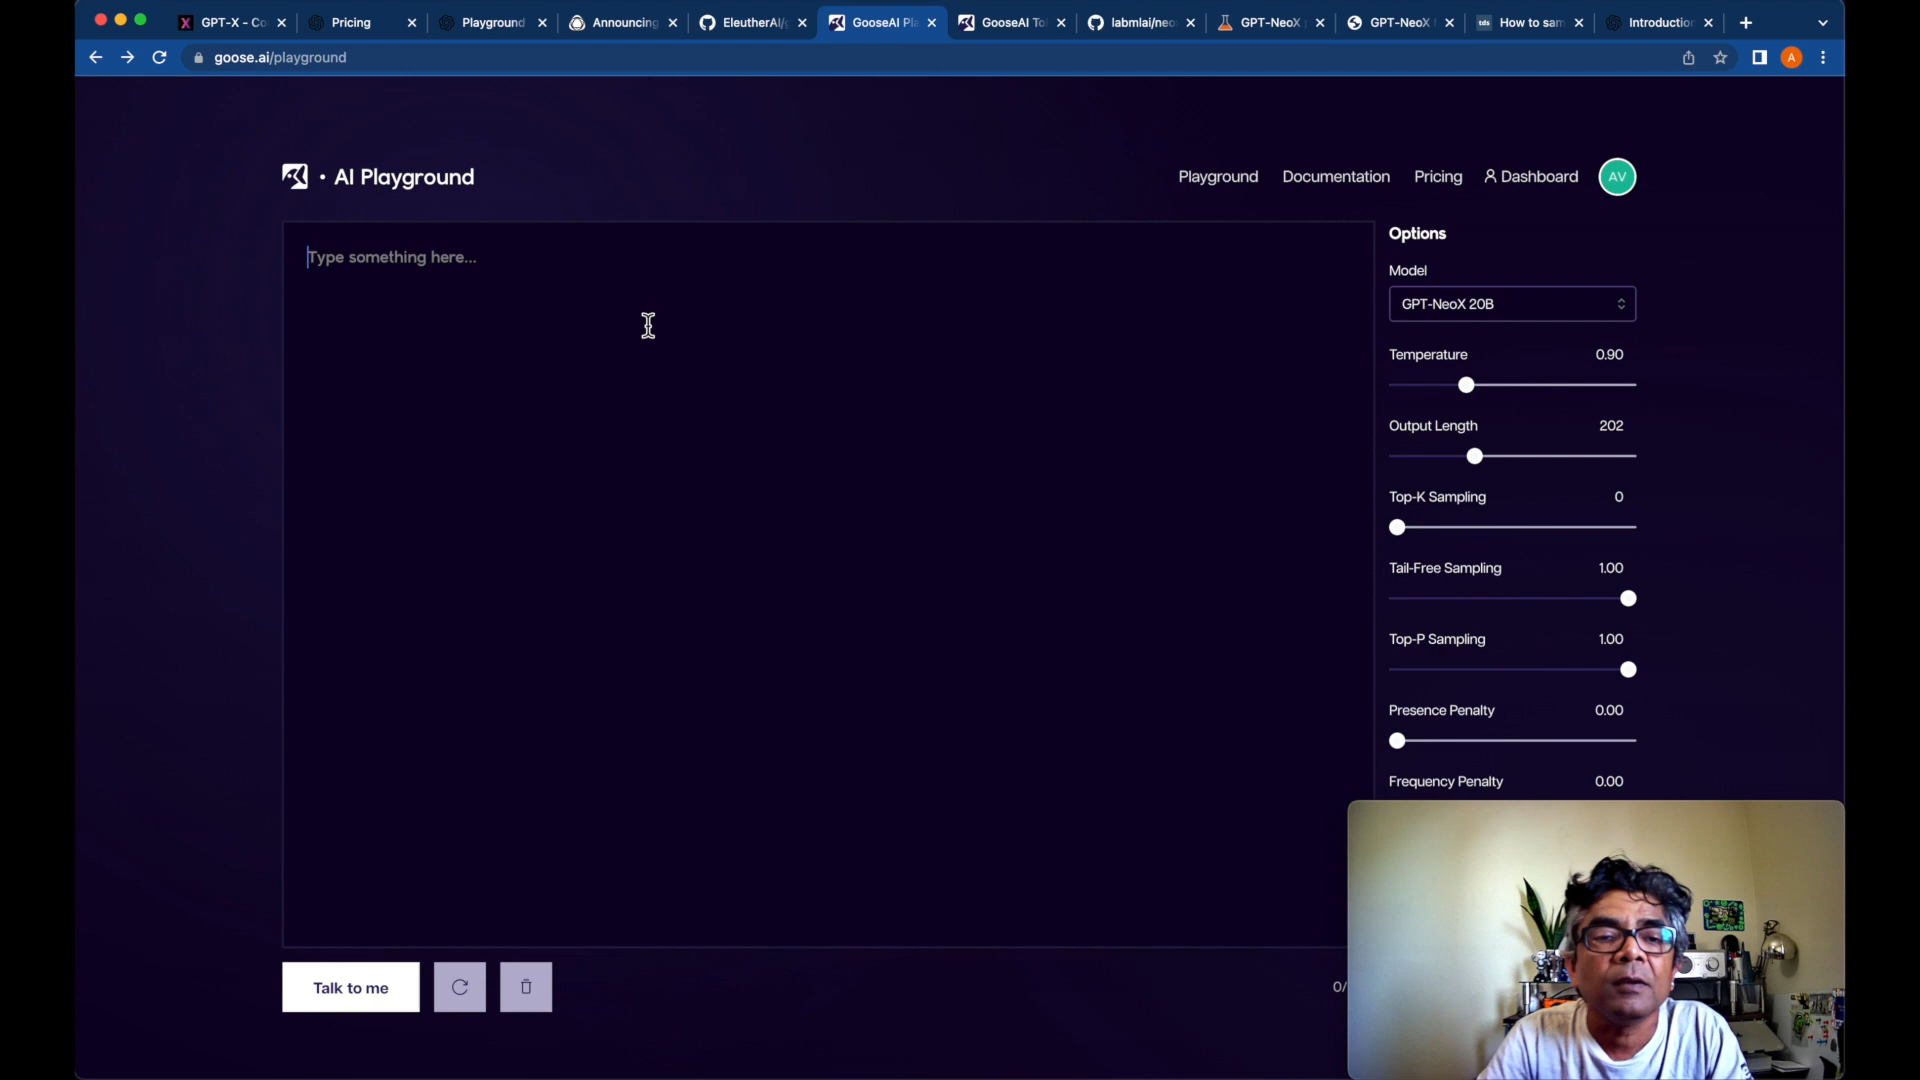 GPT-X - Co
Pricing
Playground
Announcing
EleutherAI/g
GooseAI Pla
GooseAI To
labmlai/neo
GPT-NeoX
GPT-NeoX
How to sam
Introduction
goose.ai/playground
A
• AI Playground
Playground
Documentation
Pricing
Dashboard
AV
Type something here...
Options
Model
GPT-NeoX 20B
Temperature 0.90
Output Length 202
Top-K Sampling 0
Tail-Free Sampling 1.00
Top-P Sampling 1.00
Presence Penalty 0.00
Frequency Penalty 0.00
Talk to me
0/